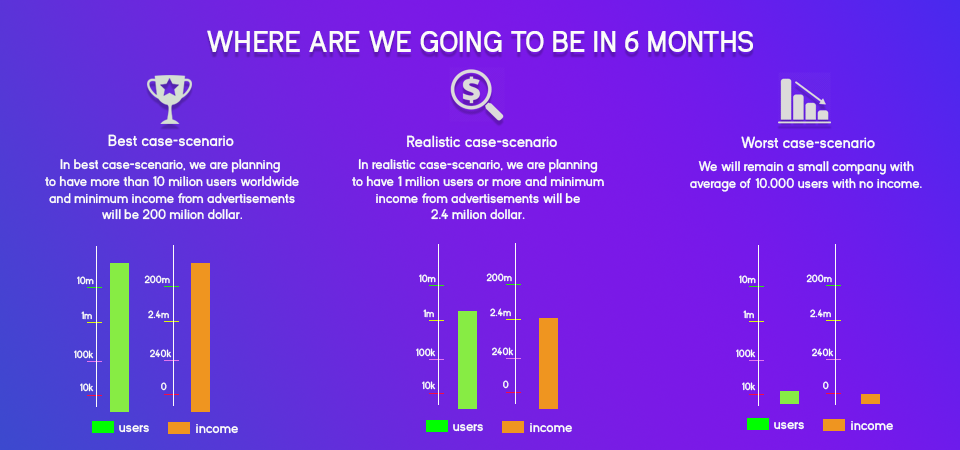 WHERE ARE WE GOING TO BE IN 6 MONTHS
$
Best case-scenario
In best case-scenario, we are planning
to have more than 10 milion users worldwide
and minimum income from advertisements
will be 200 milion dollar.
10m
1m
100k
10k
200m
2.4m
240k
0
users
income
Realistic case-scenario
In realistic case-scenario, we are planning
to have 1 milion users or more and minimum
income from advertisements will be
2.4 milion dollar.
10m
1m
100k
10k
200m
2.4m
240k
0
users
income
Worst case-scenario
We will remain a small company with
average of 10.000 users with no income.
10m
1m
100k
10k
200m
2.4m
240k
0
users
income